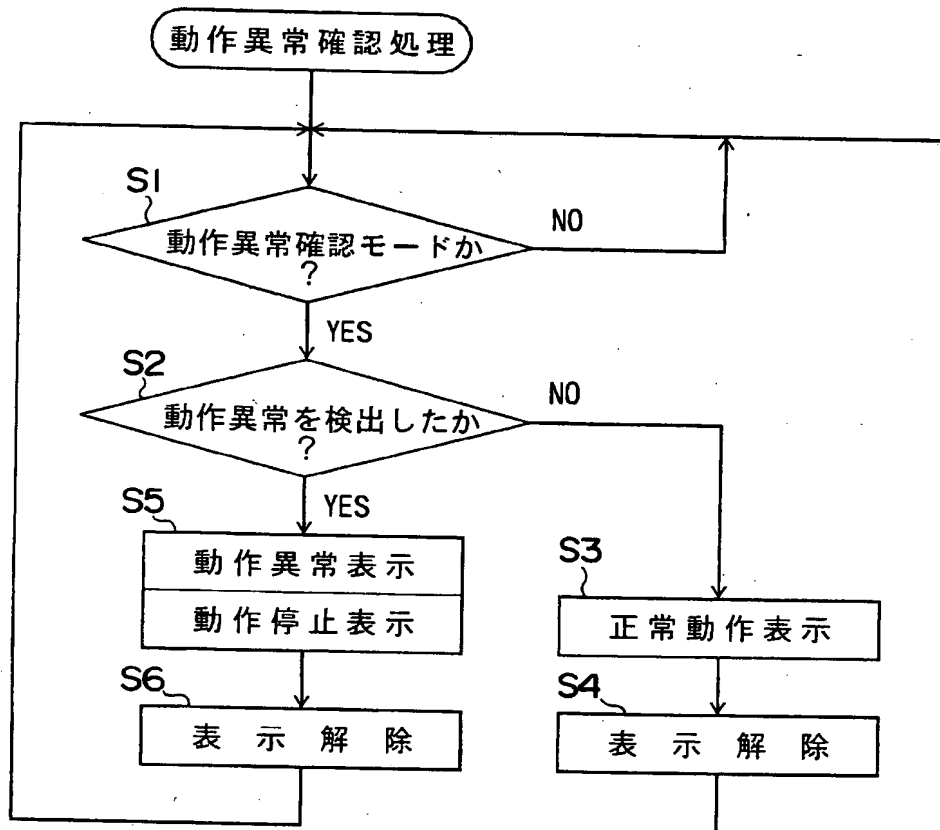 動作異常確認処理
S1
動作異常確認モードか
?
NO
YES
S2
動作異常を検出したか
?
NO
YES
S5
動作異常表示
動作停止表示
S3
正常動作表示
S6
表示解除
S4
表示解除